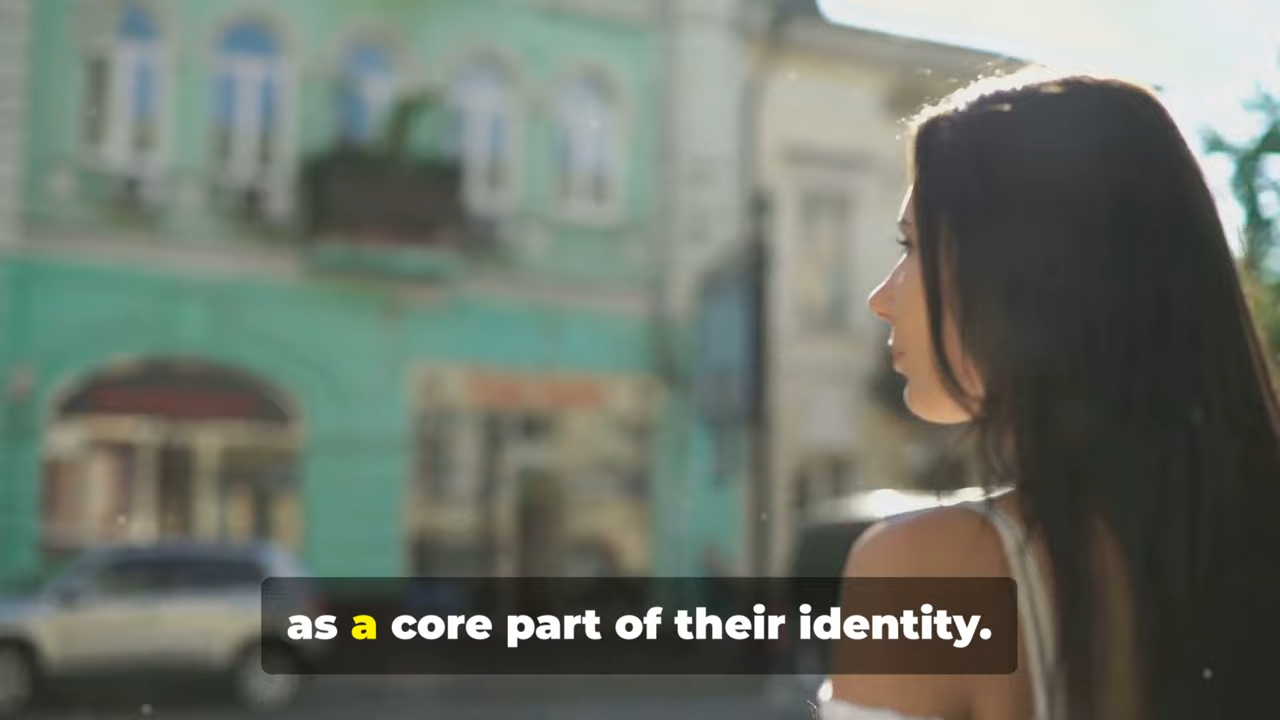 as a core part of their identity.